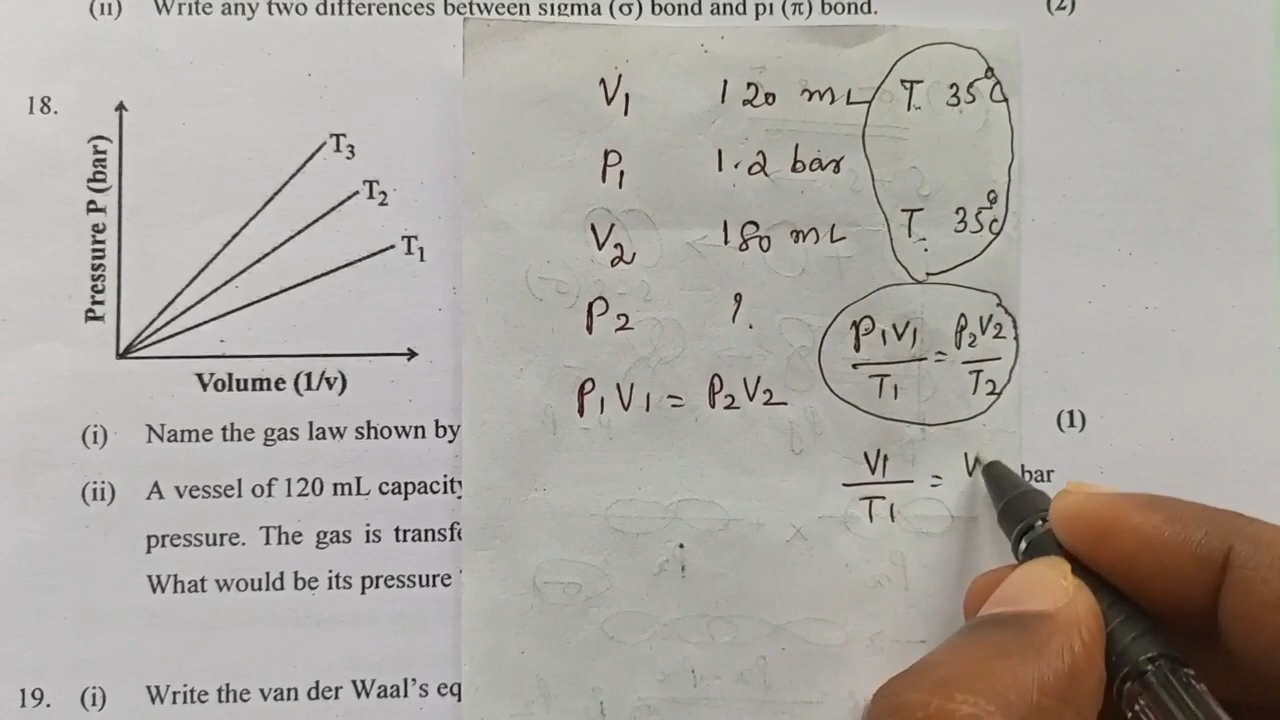 (ii) Write any two differences between sigma (σ) bond and pi (π) bond. (2)
18.
Pressure P (bar)
T3
T2
T1
Volume (1/v)
(i) Name the gas law shown by (1)
(ii) A vessel of 120 mL capacity bar
pressure. The gas is transfe
What would be its pressure
19. (i) Write the van der Waal's eq
V1 120 mL T. 35°C
P1 1.2 bar
V2 180 mL T. 35°C
P2 ?
P1V1 = P2V2
P1V1/T1 = P2V2/T2
V1/T1 = V